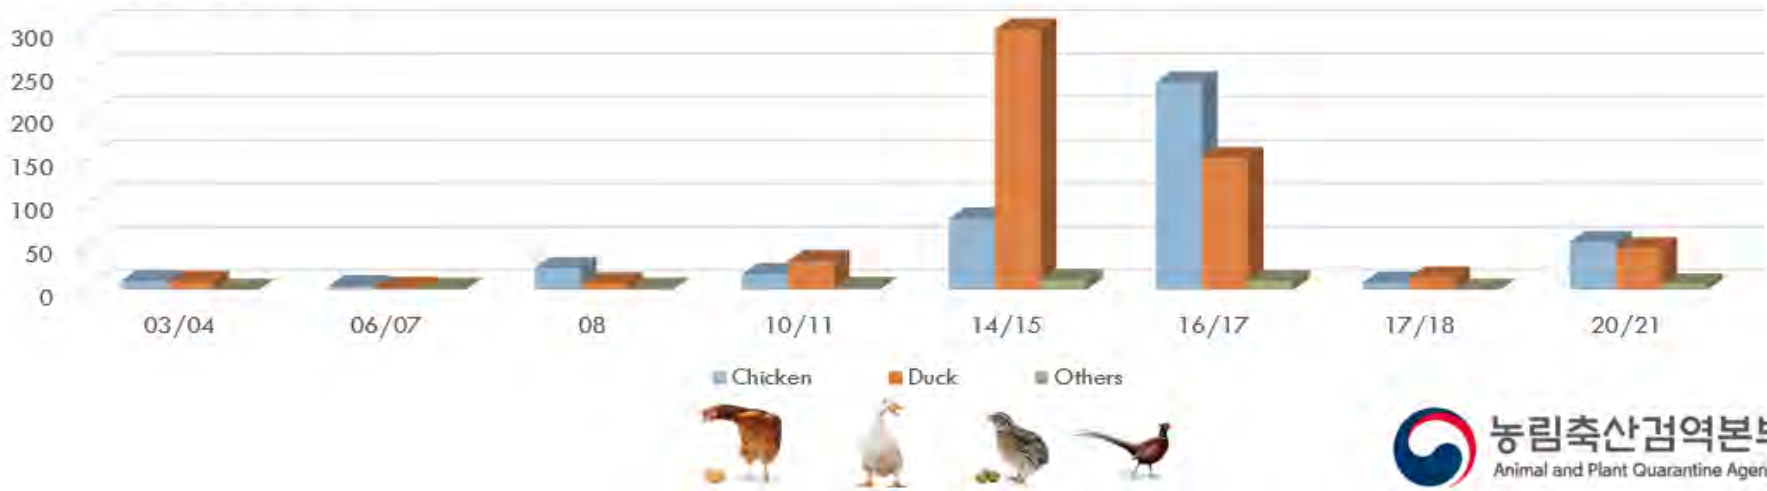 300
250
200
150
100
50
0
03/04 06/07 08 10/11 14/15 16/17 17/18 20/21
Chicken Duck Others
농림축산검역본부
Animal and Plant Quarantine Agen